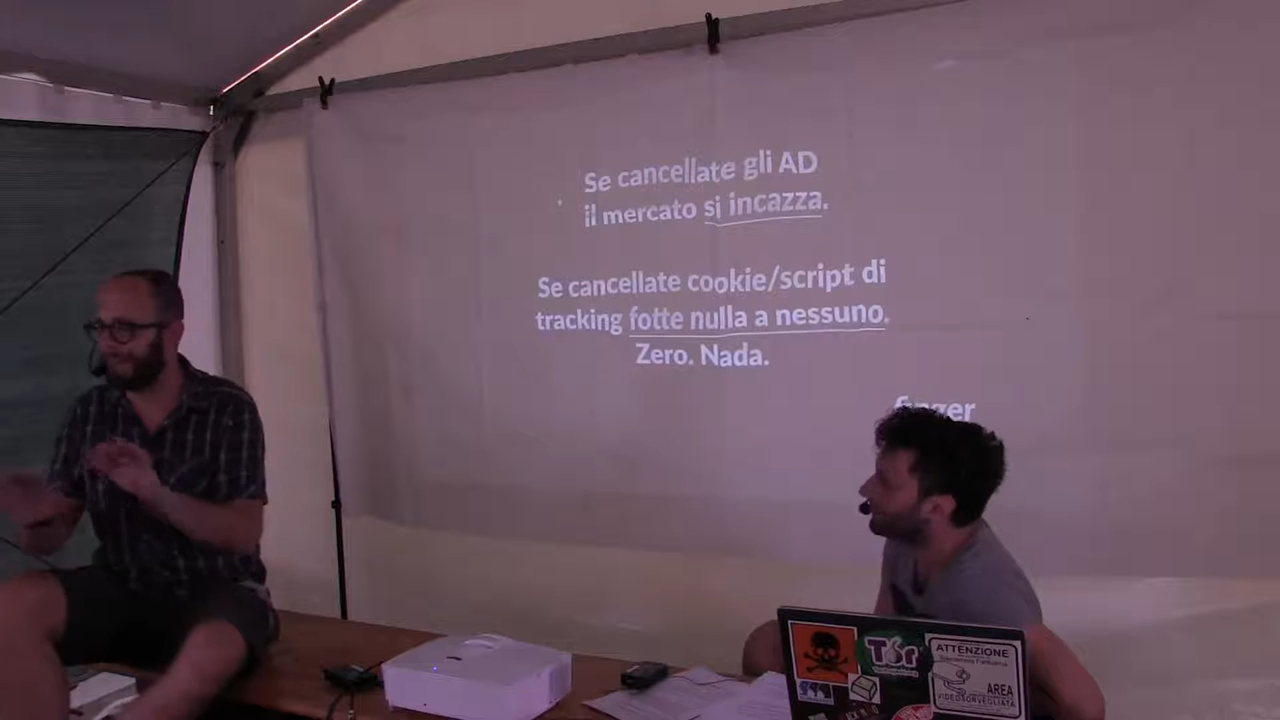 Se cancellate gli AD
il mercato si incazza.
Se cancellate cookie/script di
tracking fotte nulla a nessuno.
Zero. Nada.
finger
Tor
ATTENZIONE
AREA
VIDEOSORVEGLIATA